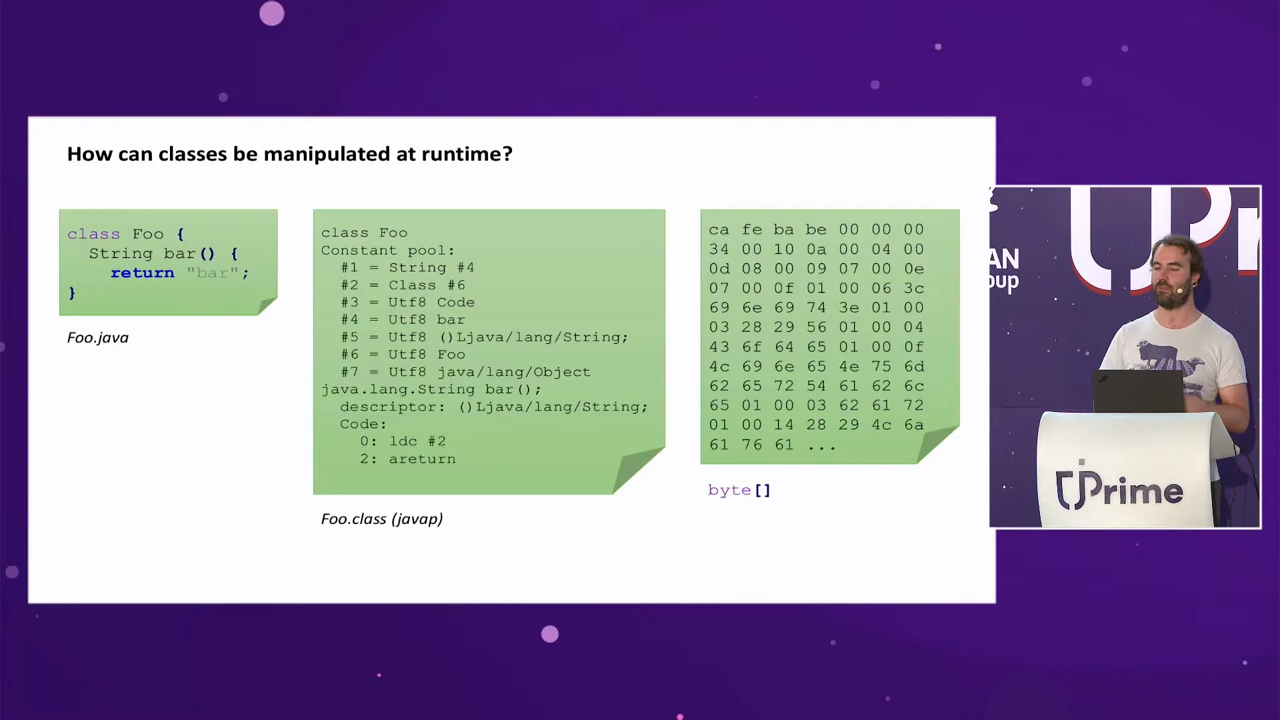 How can classes be manipulated at runtime?
class Foo {
String bar() {
return "bar";
}
Foo.java
class Foo
Constant pool:
#1 = String #4
#2 = Class #6
#3 = Utf8 Code
#4 = Utf8 bar
#5 = Utf8 ()Ljava/lang/String;
#6 = Utf8 Foo
#7 = Utf8 java/lang/Object
java.lang.String bar();
descriptor: ()Ljava/lang/String;
Code:
0: ldc #2
2: areturn
Foo.class (javap)
ca fe ba be 00 00 00
34 00 10 0a 00 04 00
0d 08 00 09 07 00 0e
07 00 0f 01 00 06 3c
69 6e 69 74 3e 01 00
03 28 29 56 01 00 04
43 6f 64 65 01 00 0f
4c 69 6e 65 4e 75 6d
62 65 72 54 61 62 6c
65 01 00 03 62 61 72
01 00 14 28 29 4c 6a
61 76 61 ...
byte[]
AN
oup
Prime